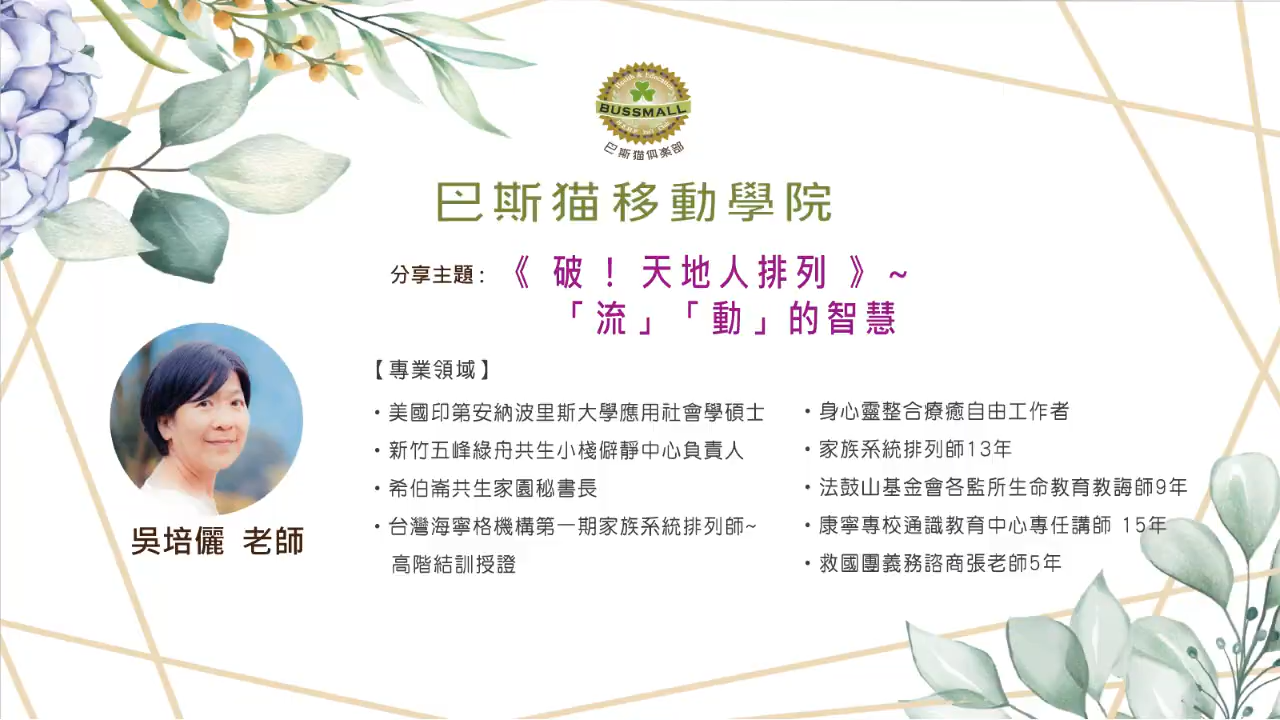 Health & Education
BUSSMALL
巴斯猫俱楽部
巴斯猫移動學院
分享主題:《 破 ! 天地人排列 》~
「流」「動」的智慧
【專業領域】
・美國印第安納波里斯大學應用社會學碩士
・新竹五峰綠舟共生小棧僻靜中心負責人
・希伯崙共生家園秘書長
・台灣海寧格機構第一期家族系統排列師~
高階結訓授證
・身心靈整合療癒自由工作者
・家族系統排列師13年
・法鼓山基金會各監所生命教育教誨師9年
・康寧專校通識教育中心專任講師 15年
・救國團義務諮商張老師5年
吳培儷 老師